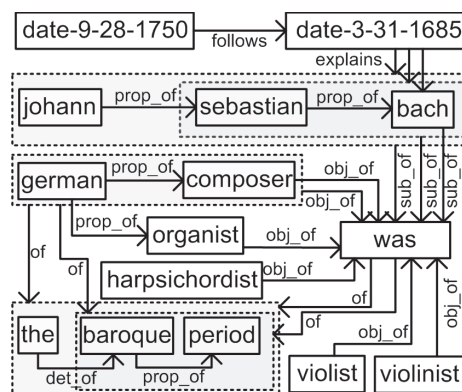 date-9-28-1750 follows date-3-31-1685
explains
johann prop_of sebastian prop_of bach
german prop_of composer obj_of
obj_of sub_of sub_of sub_of
prop_of organist obj_of was
of of harpsichordist obj_of
of of obj_of obj_of
the baroque period
det_of prop_of violist violinist